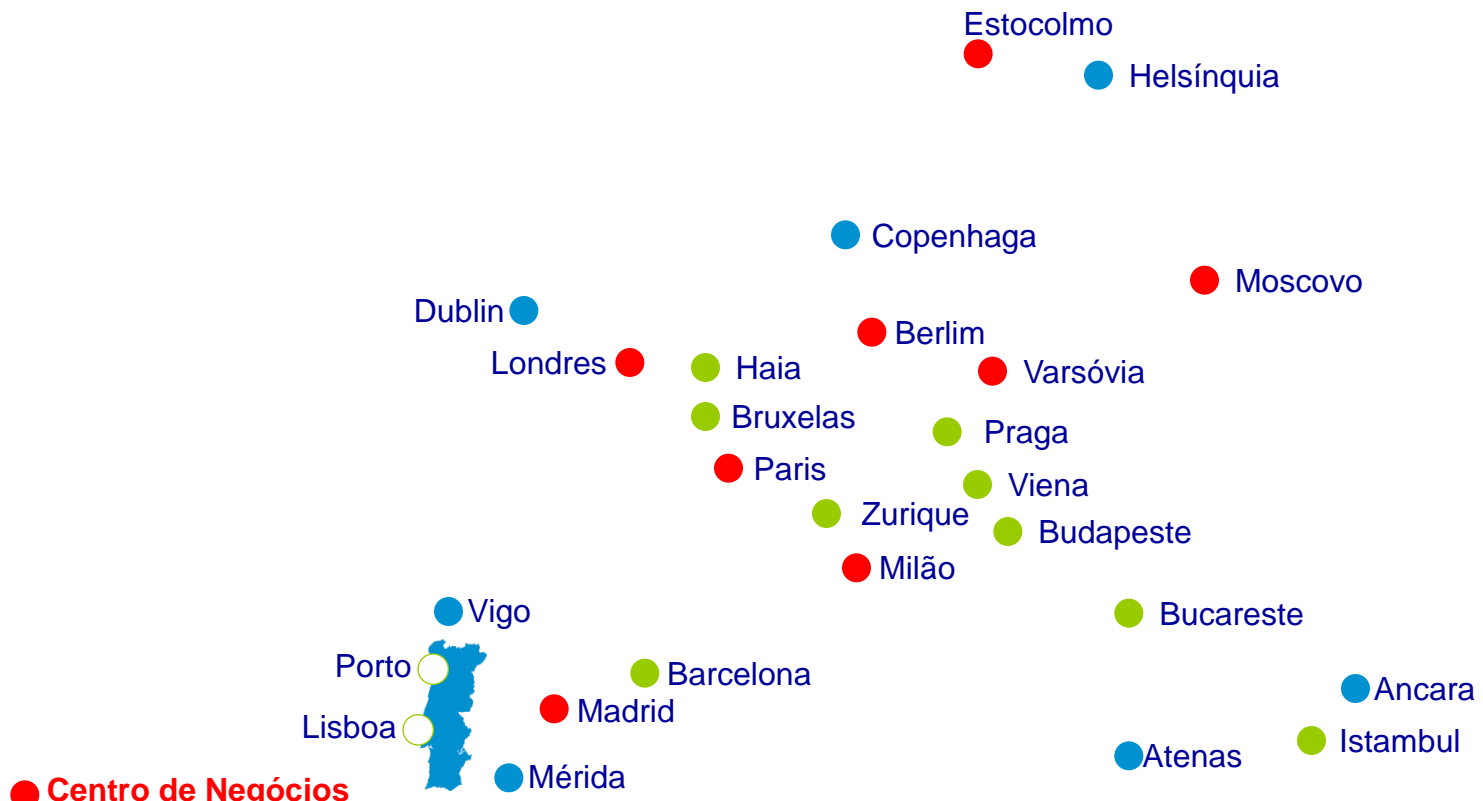 Estocolmo
Helsínquia
Copenhaga
Moscovo
Dublin
Berlim
Londres
Haia
Varsóvia
Bruxelas
Praga
Paris
Viena
Zurique
Budapeste
Milão
Vigo
Bucareste
Porto
Barcelona
Ancara
Madrid
Lisboa
Istambul
Atenas
Mérida
Centro de Negócios